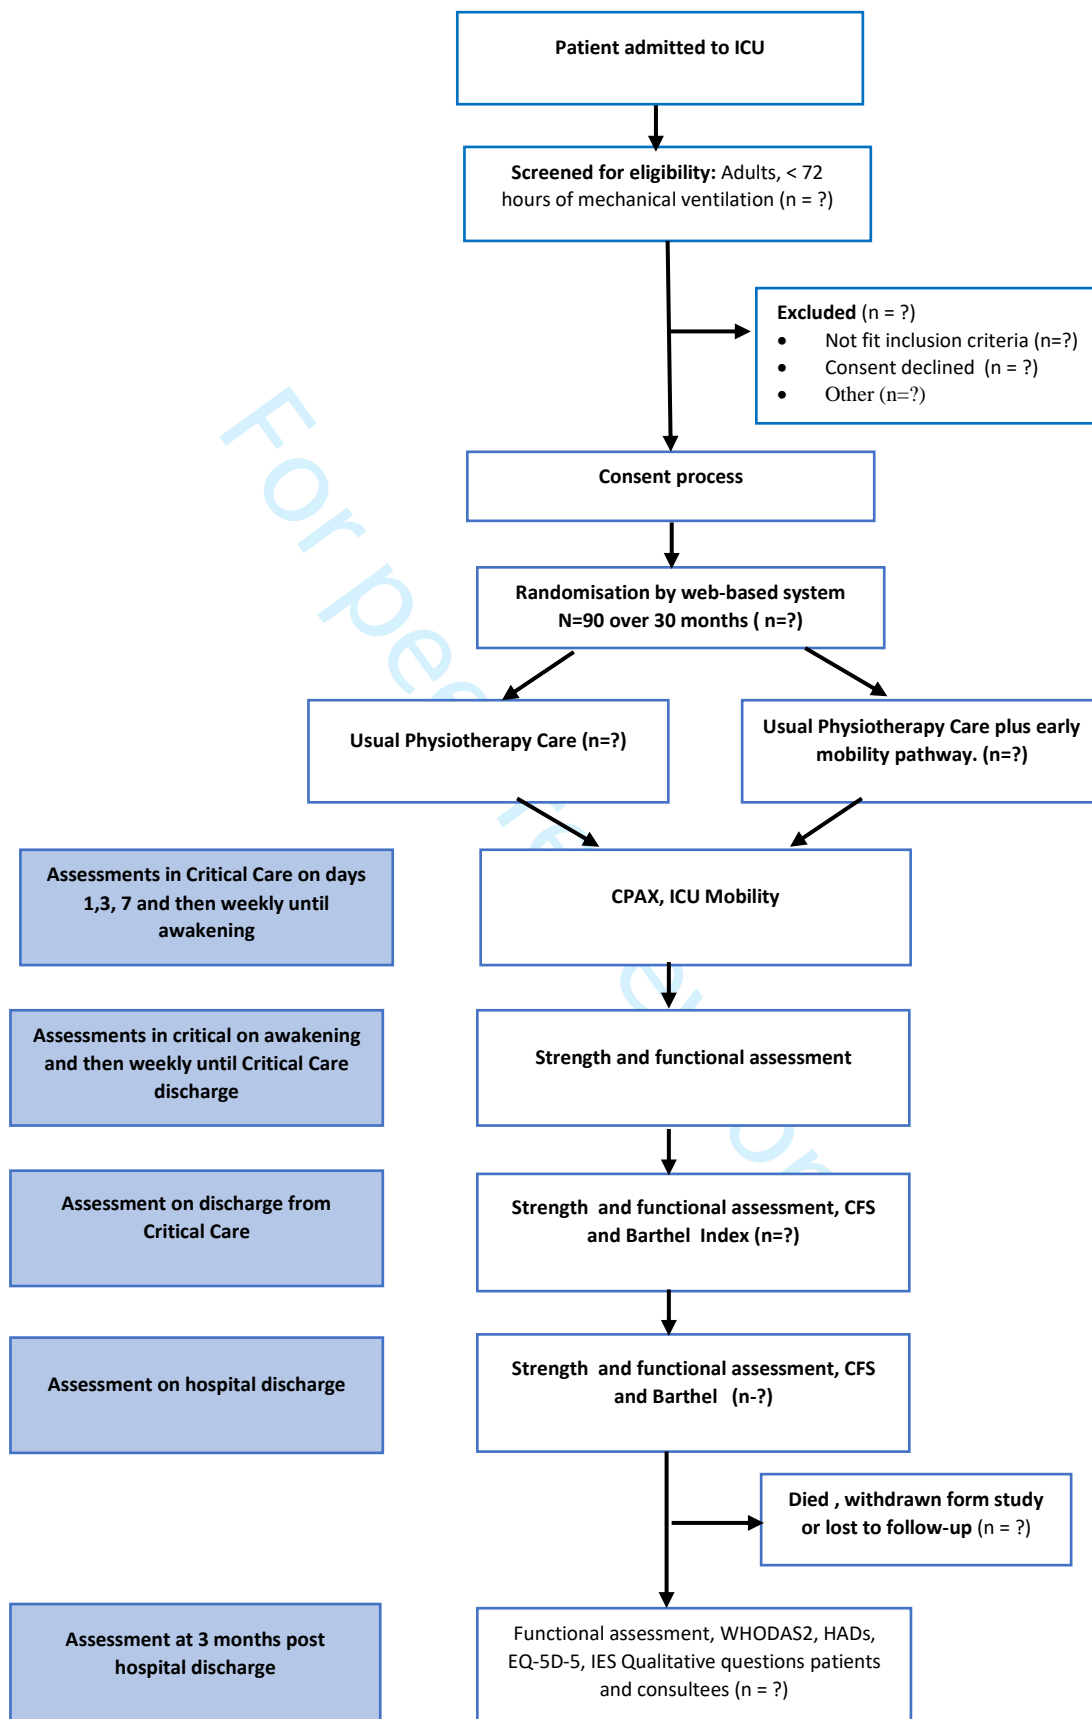 Patient admitted to ICU
Screened for eligibility: Adults, < 72
hours of mechanical ventilation (n = ?)
Excluded (n = ?)
• Not fit inclusion criteria (n=?)
• Consent declined (n = ?)
• Other (n=?)
Consent process
Randomisation by web-based system
N=90 over 30 months ( n=?)
Usual Physiotherapy Care (n=?)
Usual Physiotherapy Care plus early
mobility pathway. (n=?)
Assessments in Critical Care on days
1,3, 7 and then weekly until
awakening
CPAX, ICU Mobility
Assessments in critical on awakening
and then weekly until Critical Care
discharge
Strength and functional assessment
Assessment on discharge from
Critical Care
Strength and functional assessment, CFS
and Barthel Index (n=?)
Assessment on hospital discharge
Strength and functional assessment, CFS
and Barthel (n-?)
Died , withdrawn form study
or lost to follow-up (n = ?)
Assessment at 3 months post
hospital discharge
Functional assessment, WHODAS2, HADs,
EQ-5D-5, IES Qualitative questions patients
and consultees (n = ?)
For pee